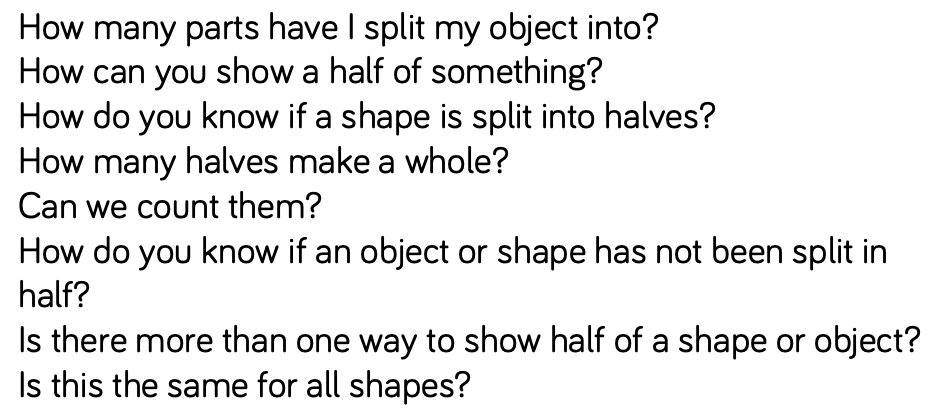 How many parts have I split my object into?
How can you show a half of something?
How do you know if a shape is split into halves?
How many halves make a whole?
Can we count them?
How do you know if an object or shape has not been split in
half?
Is there more than one way to show half of a shape or object?
Is this the same for all shapes?